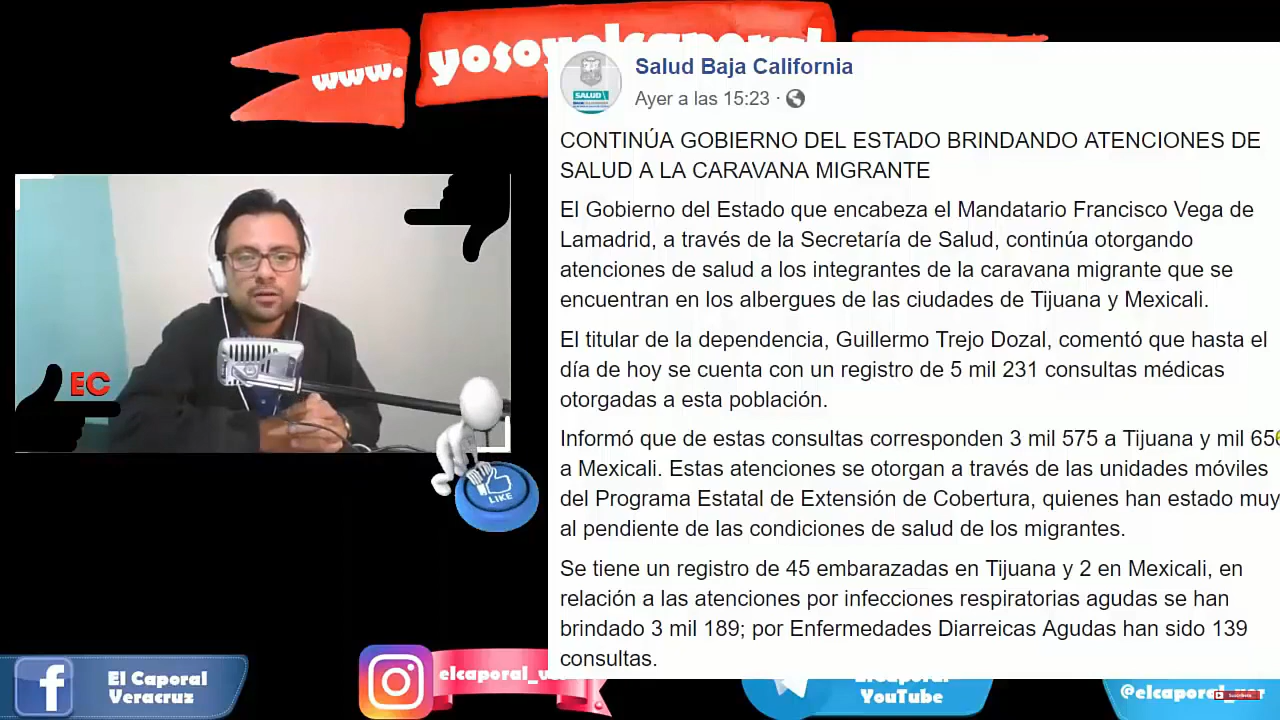 www.
Salud Baja California
SALUD
Ayer a las 15:23 ·
CONTINÚA GOBIERNO DEL ESTADO BRINDANDO ATENCIONES DE
SALUD A LA CARAVANA MIGRANTE
El Gobierno del Estado que encabeza el Mandatario Francisco Vega de
Lamadrid, a través de la Secretaría de Salud, continúa otorgando
atenciones de salud a los integrantes de la caravana migrante que se
encuentran en los albergues de las ciudades de Tijuana y Mexicali.
El titular de la dependencia, Guillermo Trejo Dozal, comentó que hasta el
día de hoy se cuenta con un registro de 5 mil 231 consultas médicas
otorgadas a esta población.
Informó que de estas consultas corresponden 3 mil 575 a Tijuana y mil 656
a Mexicali. Estas atenciones se otorgan a través de las unidades móviles
del Programa Estatal de Extensión de Cobertura, quienes han estado muy
al pendiente de las condiciones de salud de los migrantes.
Se tiene un registro de 45 embarazadas en Tijuana y 2 en Mexicali, en
relación a las atenciones por infecciones respiratorias agudas se han
brindado 3 mil 189; por Enfermedades Diarreicas Agudas han sido 139
consultas.
EC
LIKE
El Caporal
Veracruz
elcaporal_ver
El Caporal
YouTube
@elcaporal_ver